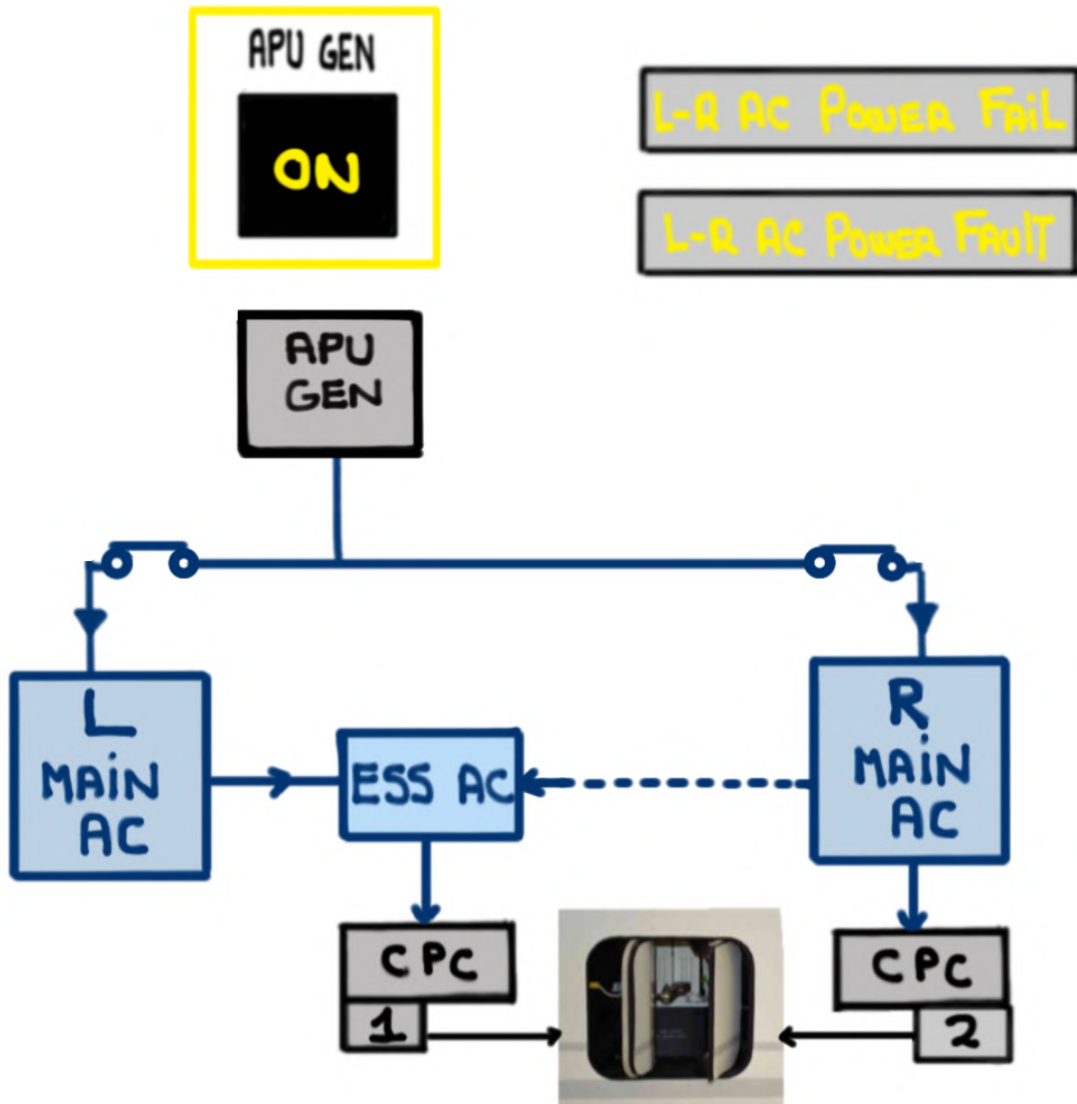 APU GEN
ON
L-R AC POWER FAiL
L-R AC POWER FAULT
APU
GEN
L
MAiN
AC
ESS AC
R
MAiN
AC
CPC
1
CPC
2